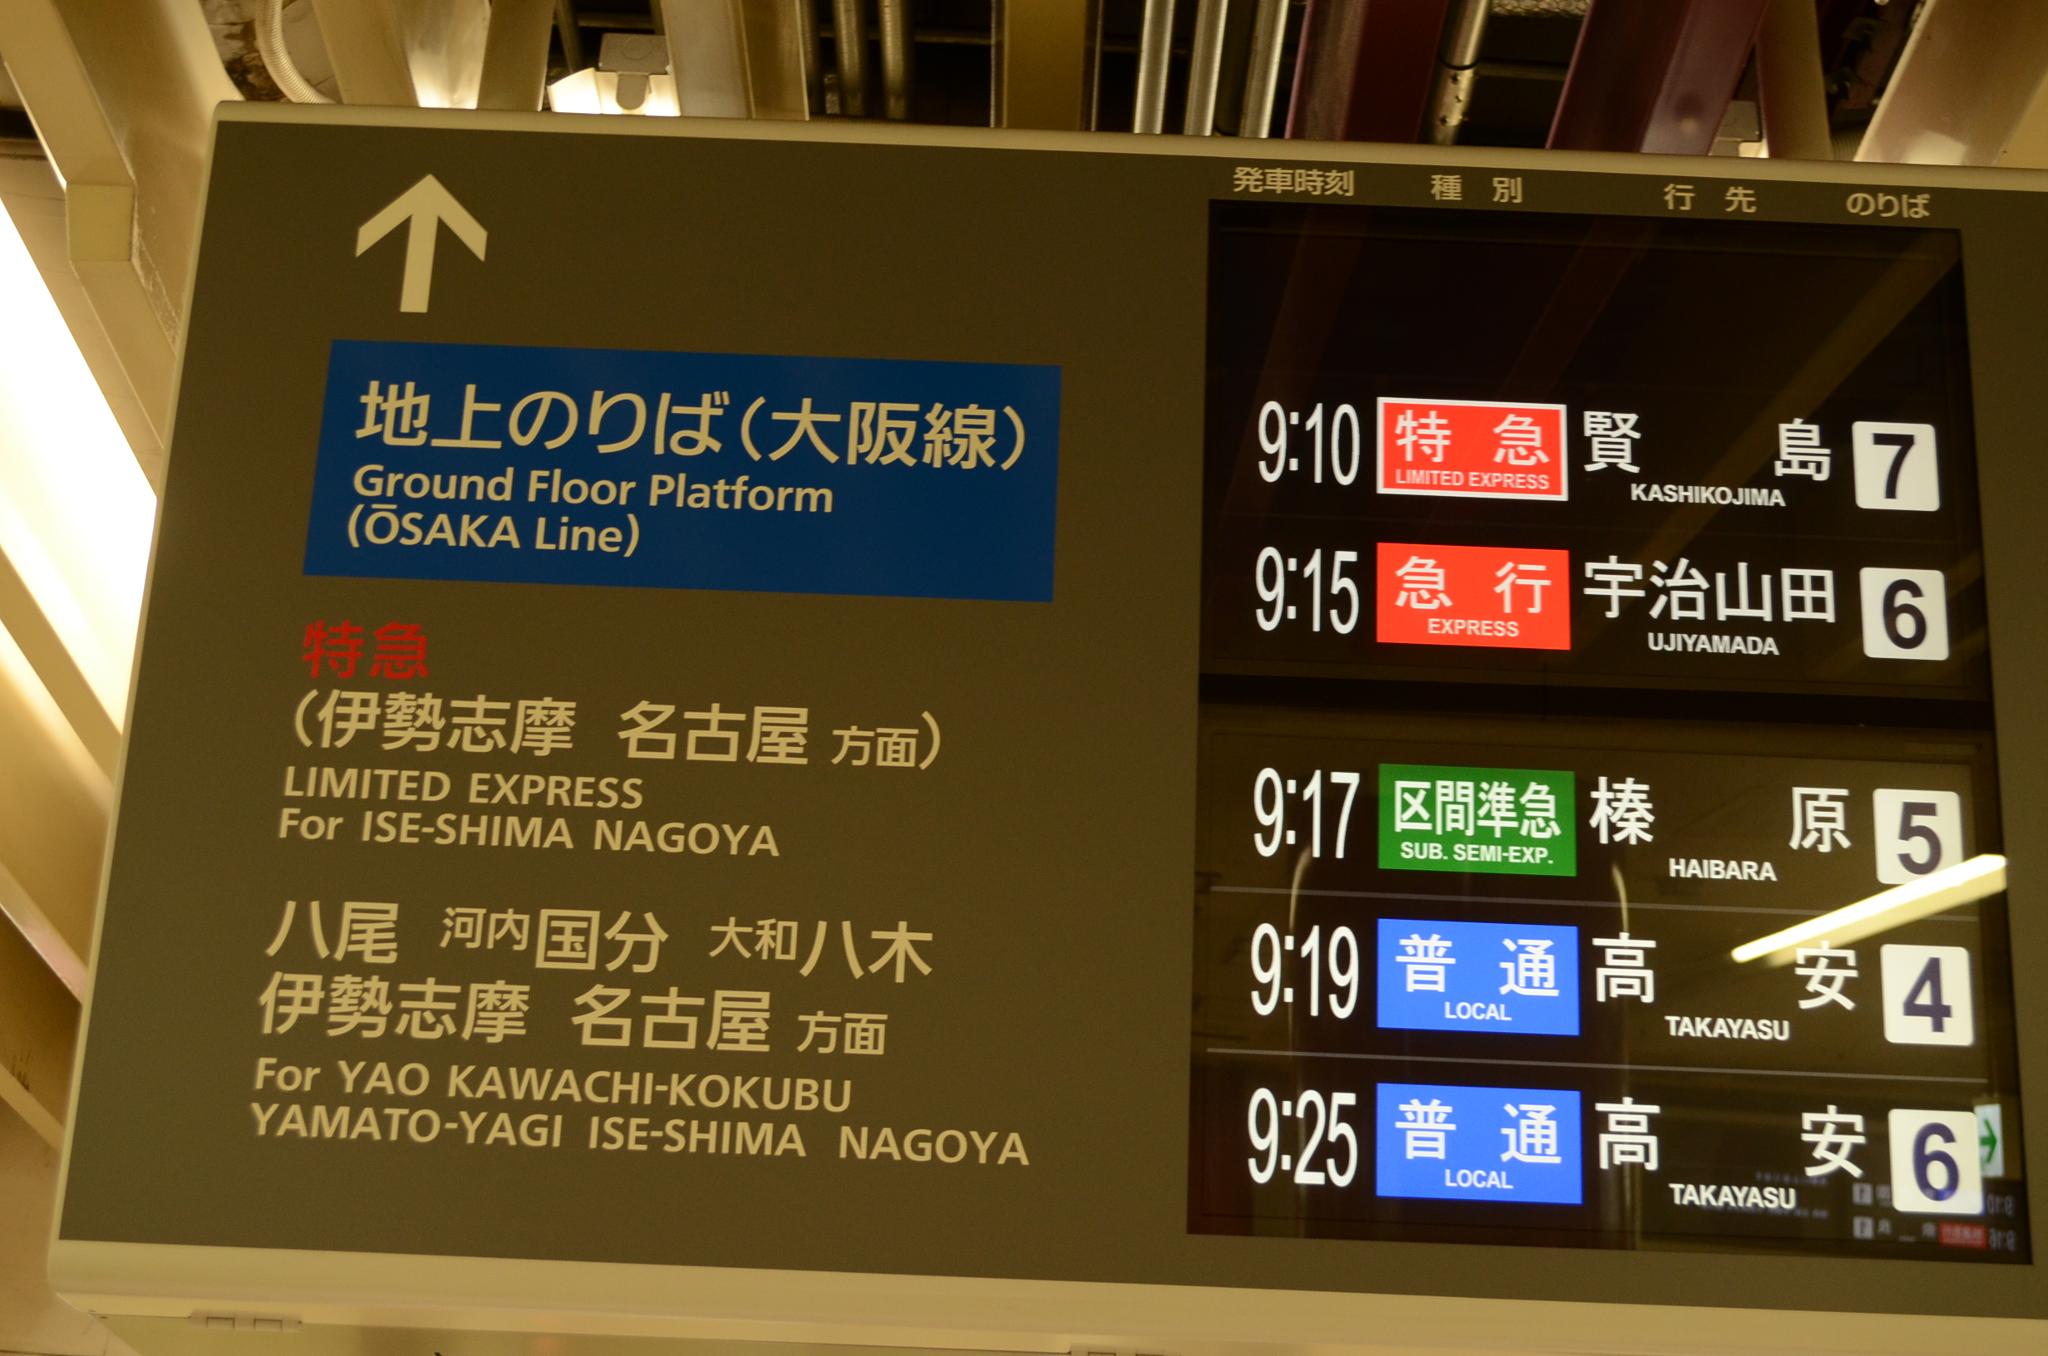 地上のりば(大阪線)
Ground Floor Platform
(ŌSAKA Line)
特急
(伊勢志摩 名古屋 方面)
LIMITED EXPRESS
For ISE-SHIMA NAGOYA
八尾 河内国分 大和八木
伊勢志摩 名古屋 方面
For YAO KAWACHI-KOKUBU
YAMATO-YAGI ISE-SHIMA NAGOYA
発車時刻 種別 行先 のりば
9:10 特急 賢島 7
LIMITED EXPRESS KASHIKOJIMA
9:15 急行 宇治山田 6
EXPRESS UJIYAMADA
9:17 区間準急 榛原 5
SUB. SEMI-EXP. HAIBARA
9:19 普通 高安 4
LOCAL TAKAYASU
9:25 普通 高安 6
LOCAL TAKAYASU